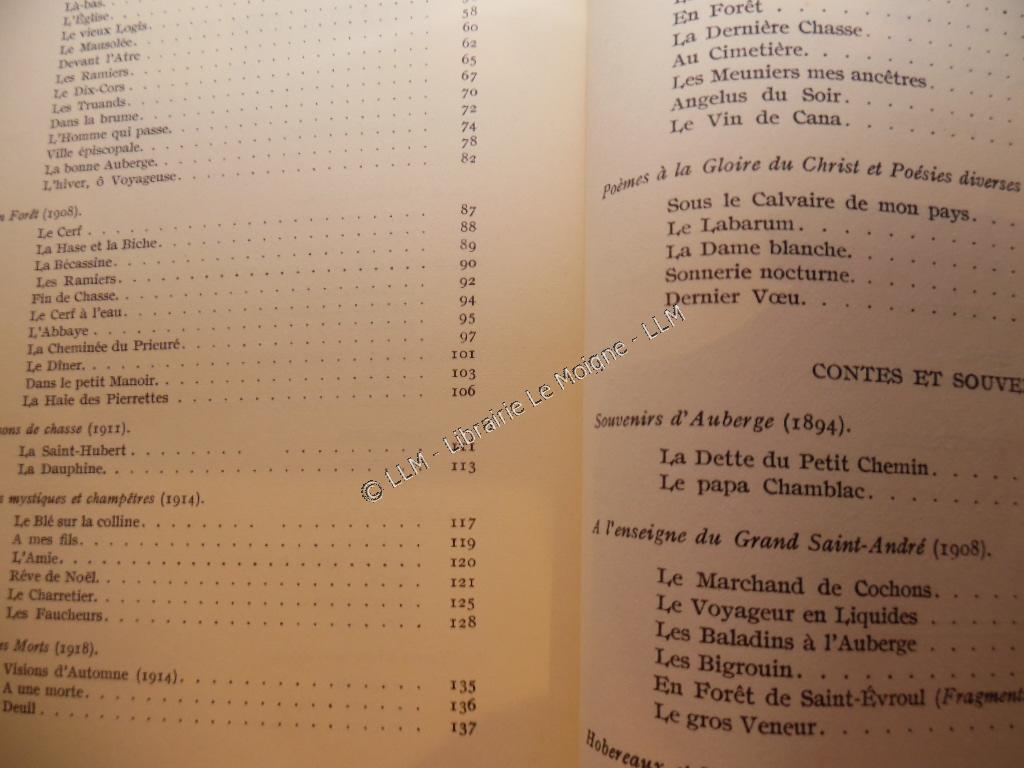 Là-bas.
L'Église. 58
Le vieux Logis. 60
Le Mausolée. 62
Devant l'Atre 65
Les Ramiers. 67
Le Dix-Cors 70
Les Truands. 72
Dans la brume. 74
L'Homme qui passe. 78
Ville épiscopale. 82
La bonne Auberge.
L'hiver, ô Voyageuse.
Forêt (1908).
Le Cerf 87
La Hase et la Biche. 88
La Bécassine. 89
Les Ramiers. 90
Fin de Chasse. 92
Le Cerf à l'eau. 94
L'Abbaye 95
La Cheminée du Prieuré. 97
Le Dîner. 101
Dans le petit Manoir. 103
La Haie des Pierrettes 106
de chasse (1911).
La Saint-Hubert 111
La Dauphine. 113
mystiques et champêtres (1914).
Le Blé sur la colline. 117
A mes fils. 119
L'Amie. 120
Rêve de Noël. 121
Le Charretier. 125
Les Faucheurs. 128
Morts (1918).
Visions d'Automne (1914). 135
A une morte. 136
Deuil 137
En Forêt
La Dernière Chasse.
Au Cimetière.
Les Meuniers mes ancêtres.
Angelus du Soir.
Le Vin de Cana.
Poèmes à la Gloire du Christ et Poésies diverses
Sous le Calvaire de mon pays.
Le Labarum.
La Dame blanche.
Sonnerie nocturne.
Dernier Vœu.
CONTES ET
Souvenirs d'Auberge (1894).
La Dette du Petit Chemin.
Le papa Chamblac.
A l'enseigne du Grand Saint-André (1908).
Le Marchand de Cochons.
Le Voyageur en Liquides
Les Baladins à l'Auberge
Les Bigrouin.
En Forêt de Saint-Évroul (Fragment
Le gros Veneur.
Hobereaux
© LLM - Librairie Le Moigne - LLM